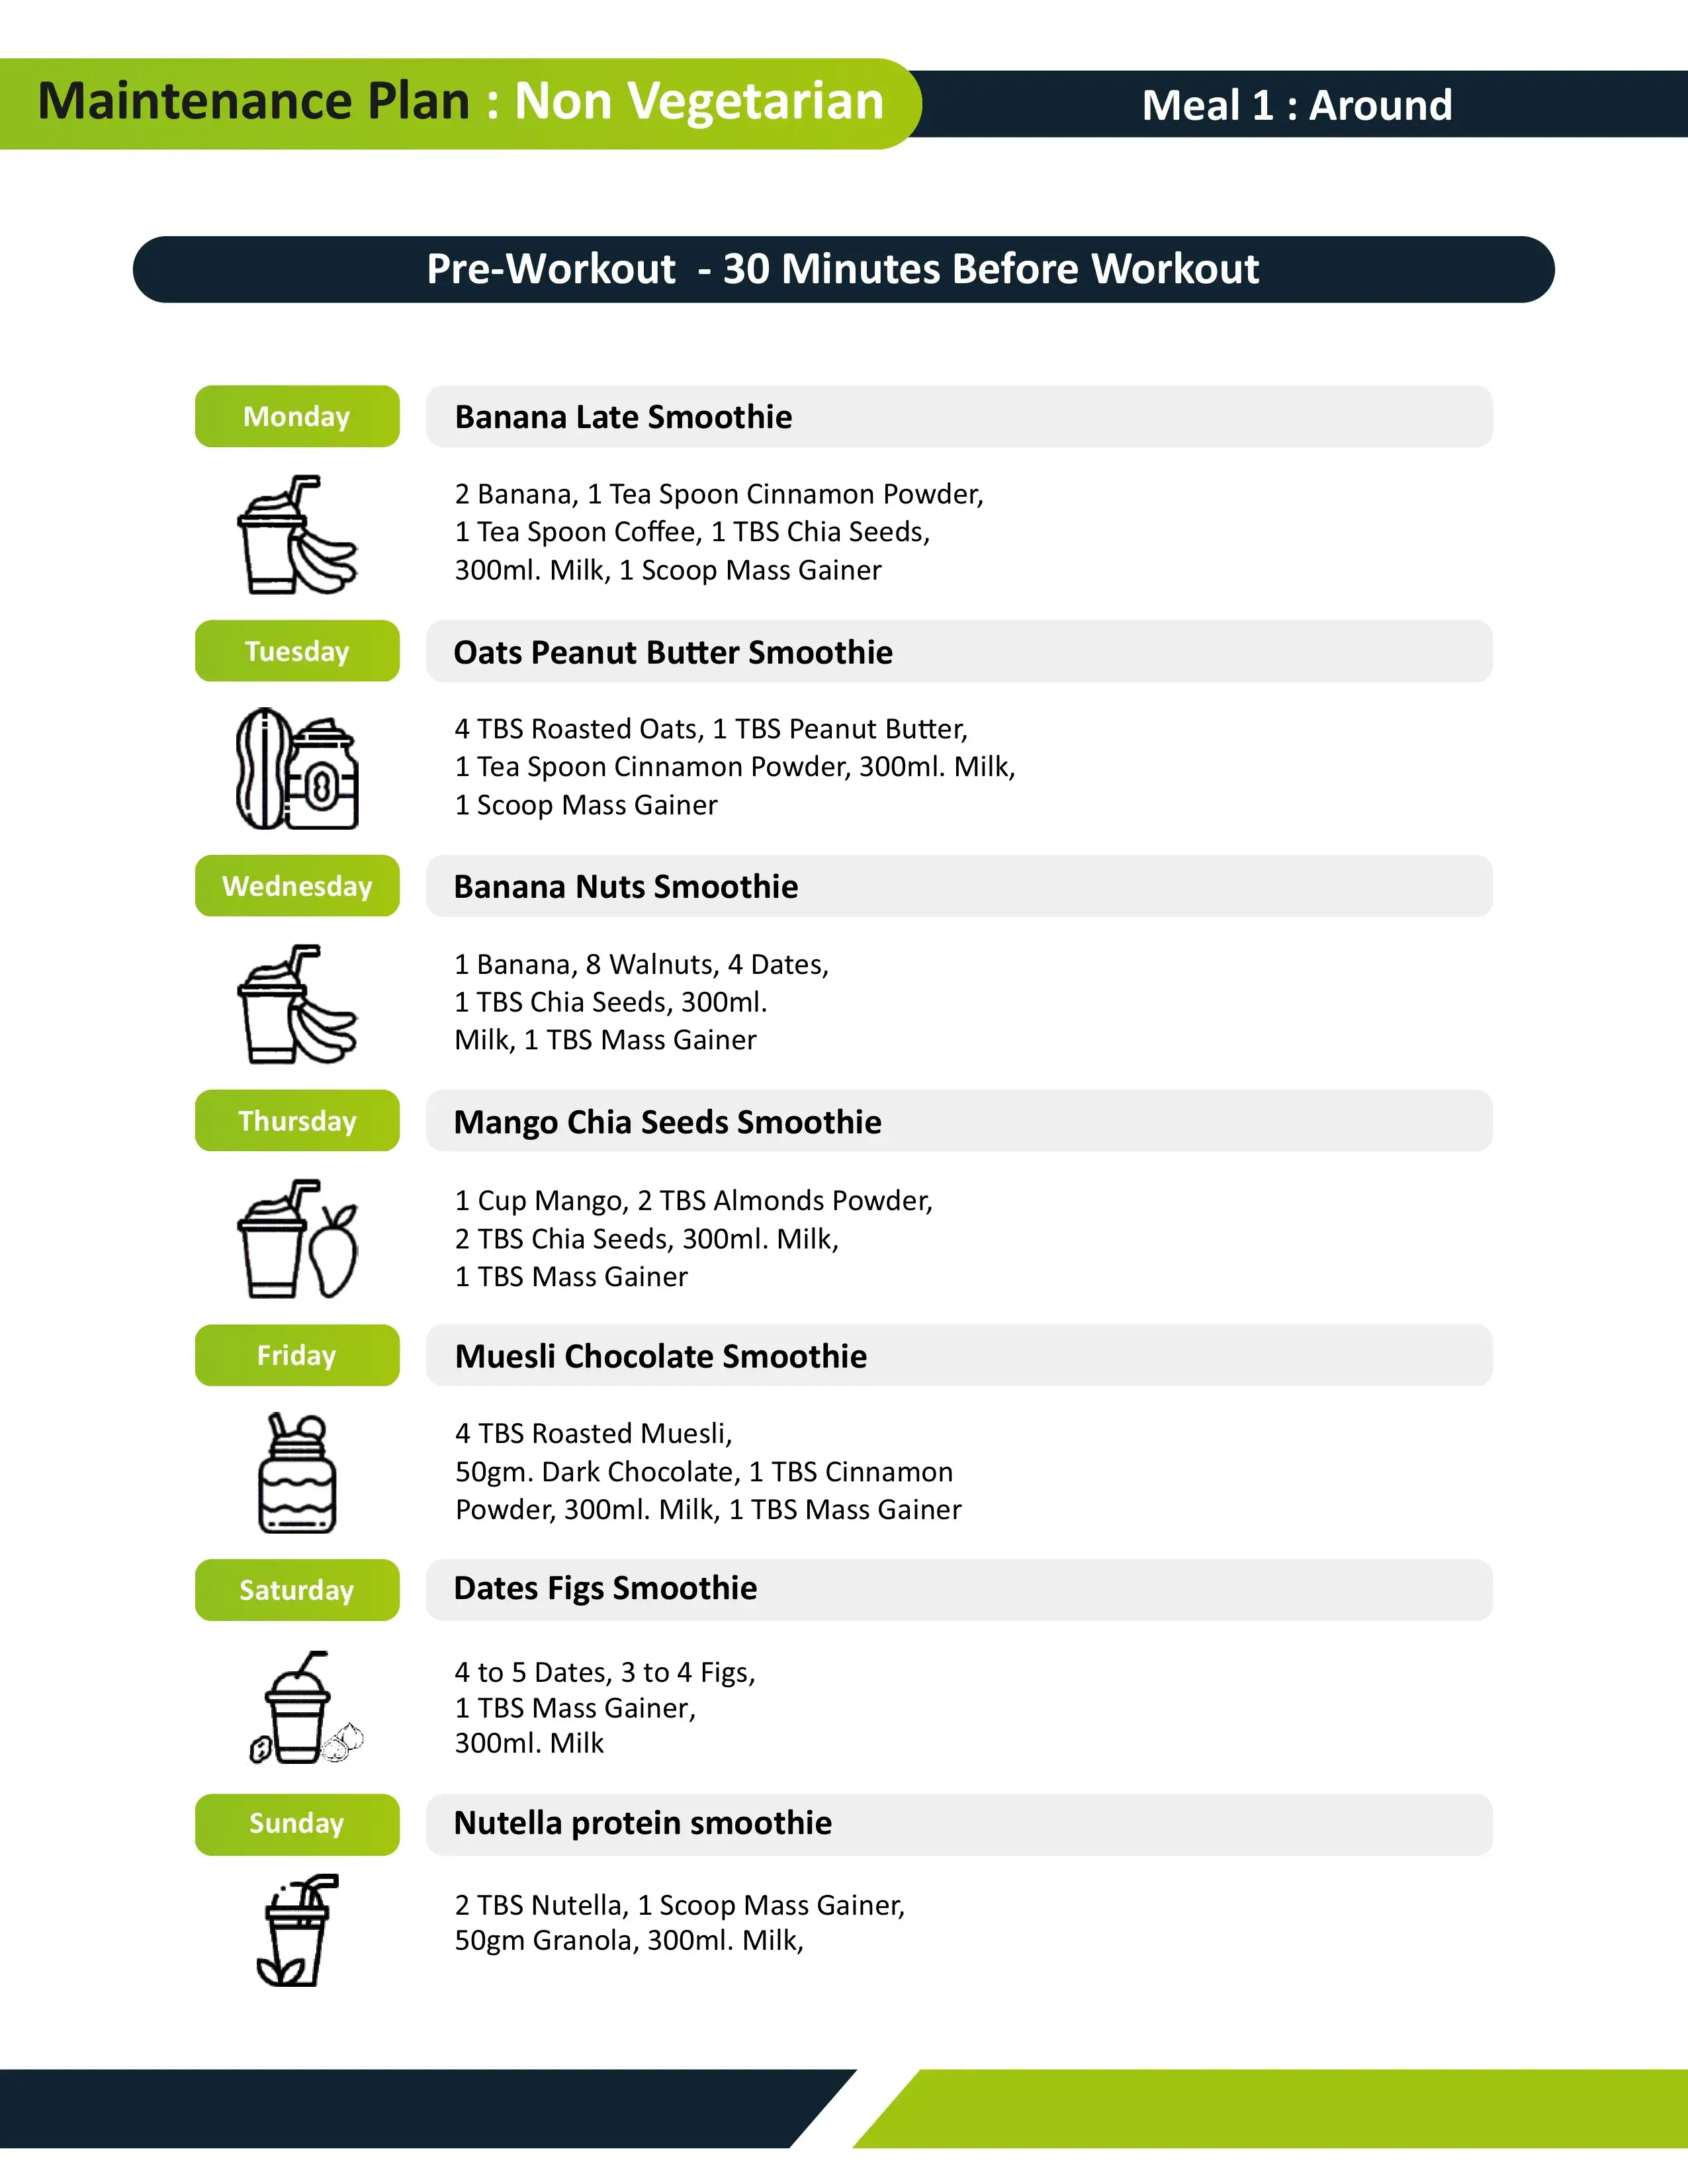 Maintenance Plan : Non Vegetarian
Meal 1 : Around
Pre-Workout - 30 Minutes Before Workout
Monday
Banana Late Smoothie
2 Banana, 1 Tea Spoon Cinnamon Powder,
1 Tea Spoon Coffee, 1 TBS Chia Seeds,
300ml. Milk, 1 Scoop Mass Gainer
Tuesday
Oats Peanut Butter Smoothie
4 TBS Roasted Oats, 1 TBS Peanut Butter,
1 Tea Spoon Cinnamon Powder, 300ml. Milk,
1 Scoop Mass Gainer
Wednesday
Banana Nuts Smoothie
1 Banana, 8 Walnuts, 4 Dates,
1 TBS Chia Seeds, 300ml.
Milk, 1 TBS Mass Gainer
Thursday
Mango Chia Seeds Smoothie
1 Cup Mango, 2 TBS Almonds Powder,
2 TBS Chia Seeds, 300ml. Milk,
1 TBS Mass Gainer
Friday
Muesli Chocolate Smoothie
4 TBS Roasted Muesli,
50gm. Dark Chocolate, 1 TBS Cinnamon
Powder, 300ml. Milk, 1 TBS Mass Gainer
Saturday
Dates Figs Smoothie
4 to 5 Dates, 3 to 4 Figs,
1 TBS Mass Gainer,
300ml. Milk
Sunday
Nutella protein smoothie
2 TBS Nutella, 1 Scoop Mass Gainer,
50gm Granola, 300ml. Milk,